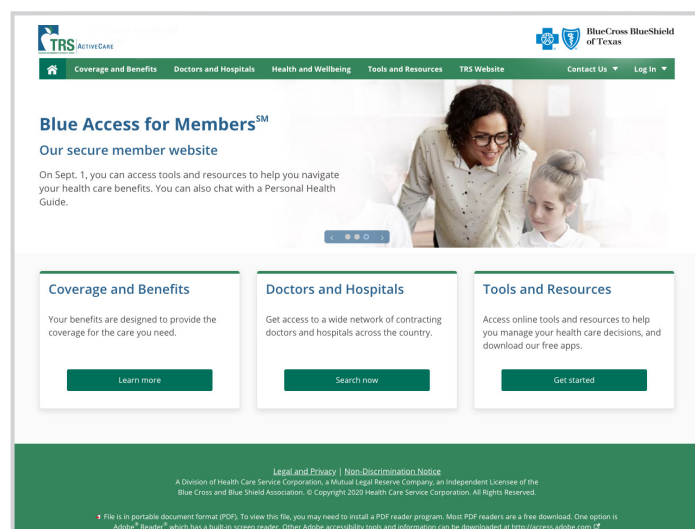 TRS ACTIVECARE
BlueCross BlueShield
of Texas
Coverage and Benefits Doctors and Hospitals Health and Wellbeing Tools and Resources TRS Website Contact Us Log In
Blue Access for Members℠
Our secure member website
On Sept. 1, you can access tools and resources to help you navigate
your health care benefits. You can also chat with a Personal Health
Guide.
Coverage and Benefits
Your benefits are designed to provide the
coverage for the care you need.
Learn more
Doctors and Hospitals
Get access to a wide network of contracting
doctors and hospitals across the country.
Search now
Tools and Resources
Access online tools and resources to help
you manage your health care decisions, and
download our free apps.
Get started
Legal and Privacy | Non-Discrimination Notice
A Division of Health Care Service Corporation, a Mutual Legal Reserve Company, an Independent Licensee of the
Blue Cross and Blue Shield Association. © Copyright 2020 Health Care Service Corporation. All Rights Reserved.
File is in portable document format (PDF). To view this file, you may need to install a PDF reader program. Most PDF readers are a free download. One option is
Adobe® Reader® which has a built-in screen reader. Other Adobe accessibility tools and information can be downloaded at http://access.adobe.com